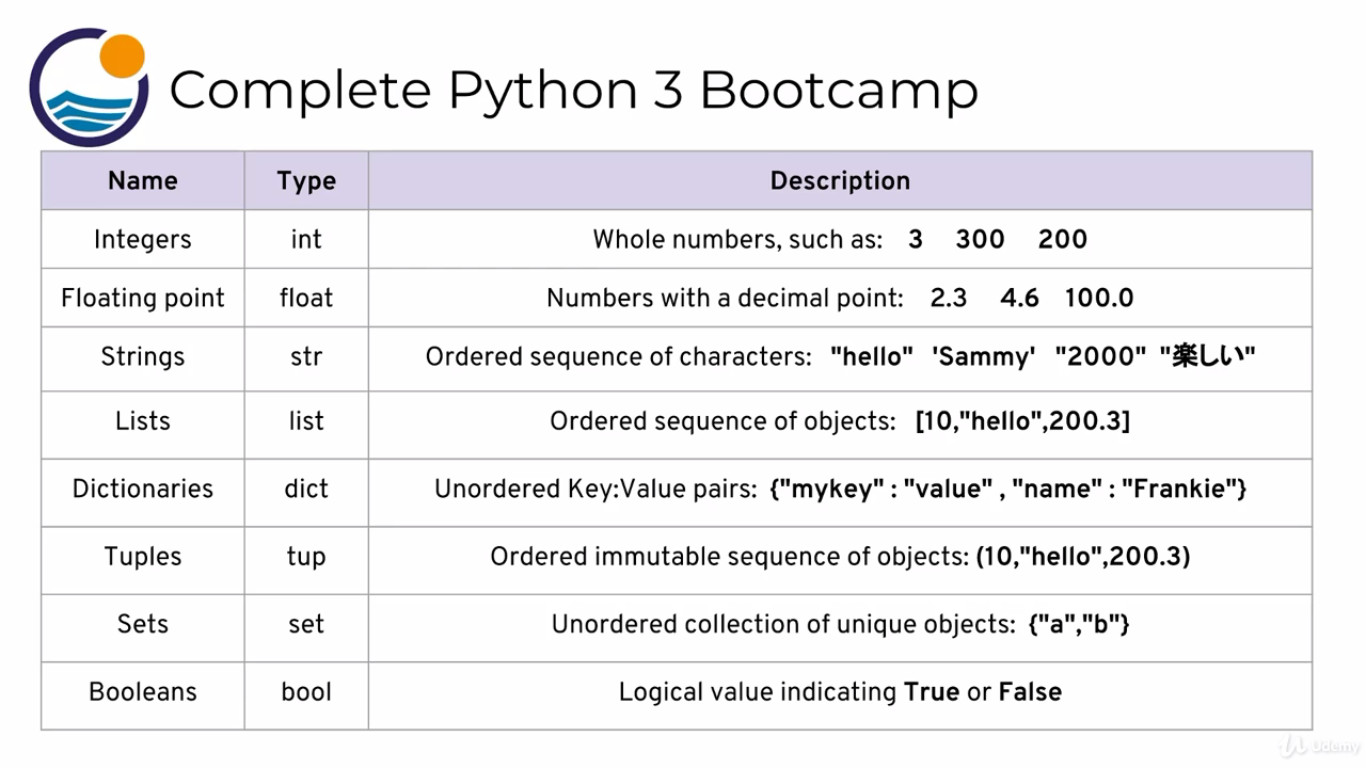 Complete Python 3 Bootcamp
Name Type Description
Integers int Whole numbers, such as: 3 300 200
Floating point float Numbers with a decimal point: 2.3 4.6 100.0
Strings str Ordered sequence of characters: "hello" 'Sammy' "2000" "楽しい"
Lists list Ordered sequence of objects: [10,"hello",200.3]
Dictionaries dict Unordered Key:Value pairs: {"mykey" : "value" , "name" : "Frankie"}
Tuples tup Ordered immutable sequence of objects: (10,"hello",200.3)
Sets set Unordered collection of unique objects: {"a","b"}
Booleans bool Logical value indicating True or False
Udemy